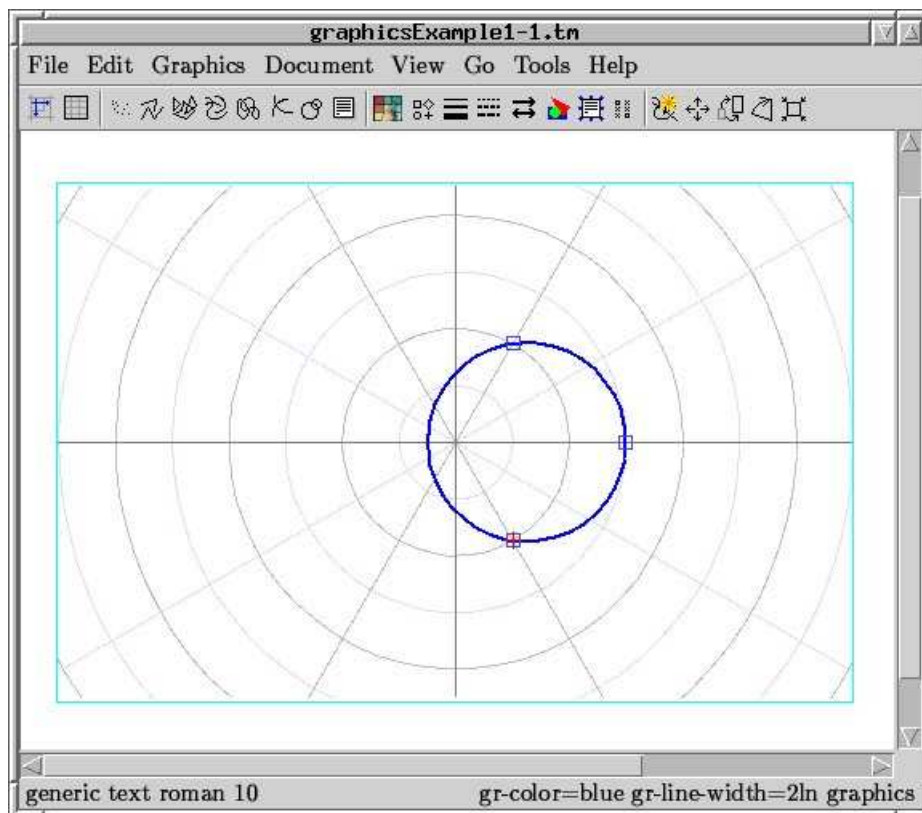 graphicsExample1-1.tm
File Edit Graphics Document View Go Tools Help
generic text roman 10 gr-color=blue gr-line-width=2ln graphics